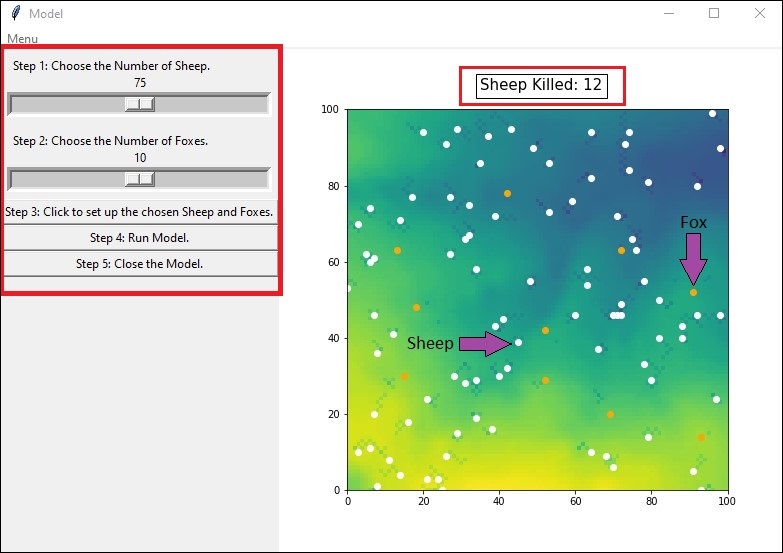 Model
Menu
Step 1: Choose the Number of Sheep.
75
Step 2: Choose the Number of Foxes.
10
Step 3: Click to set up the chosen Sheep and Foxes.
Step 4: Run Model.
Step 5: Close the Model.
Sheep Killed: 12
100
80
Fox
60
Sheep
40
20
0
0 20 40 60 80 100